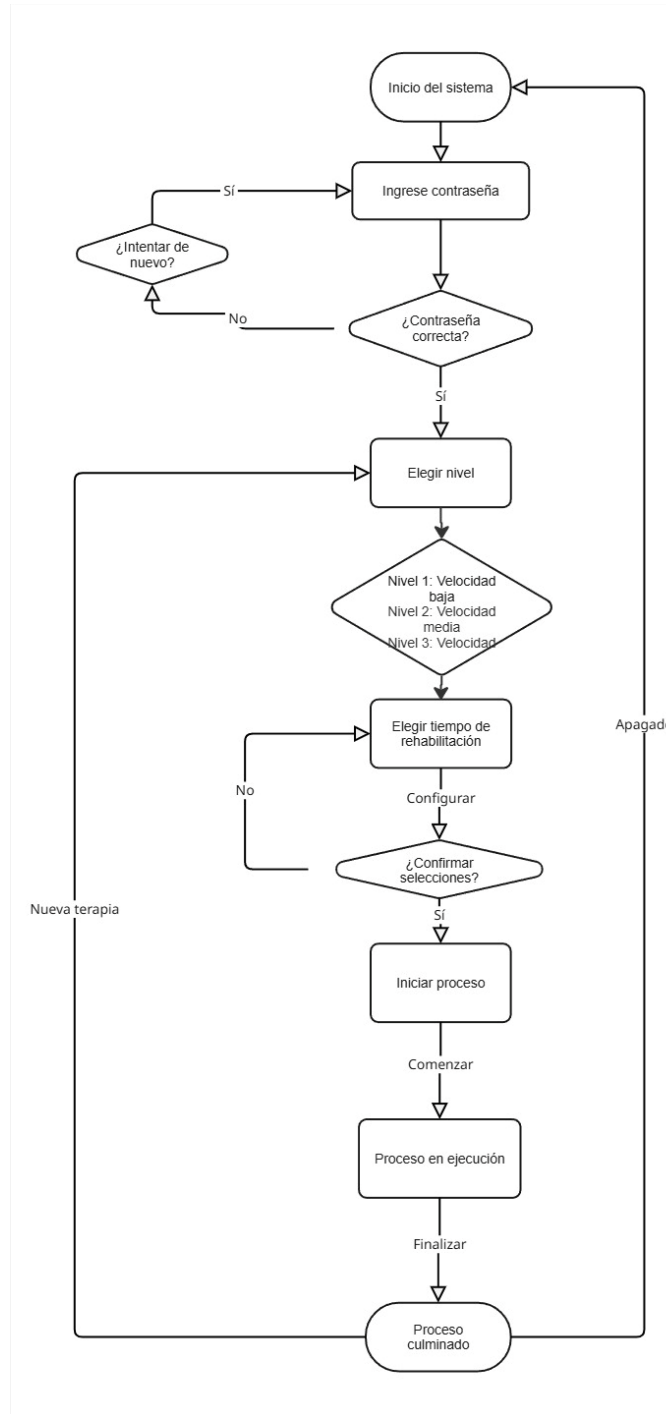 Inicio del sistema
Ingrese contraseña
Sí
¿Intentar de
nuevo?
No
¿Contraseña
correcta?
Sí
Elegir nivel
Nivel 1: Velocidad
baja
Nivel 2: Velocidad
media
Nivel 3: Velocidad
Elegir tiempo de
rehabilitación
Apagado
No
Configurar
¿Confirmar
selecciones?
Sí
Nueva terapia
Iniciar proceso
Comenzar
Proceso en ejecución
Finalizar
Proceso
culminado